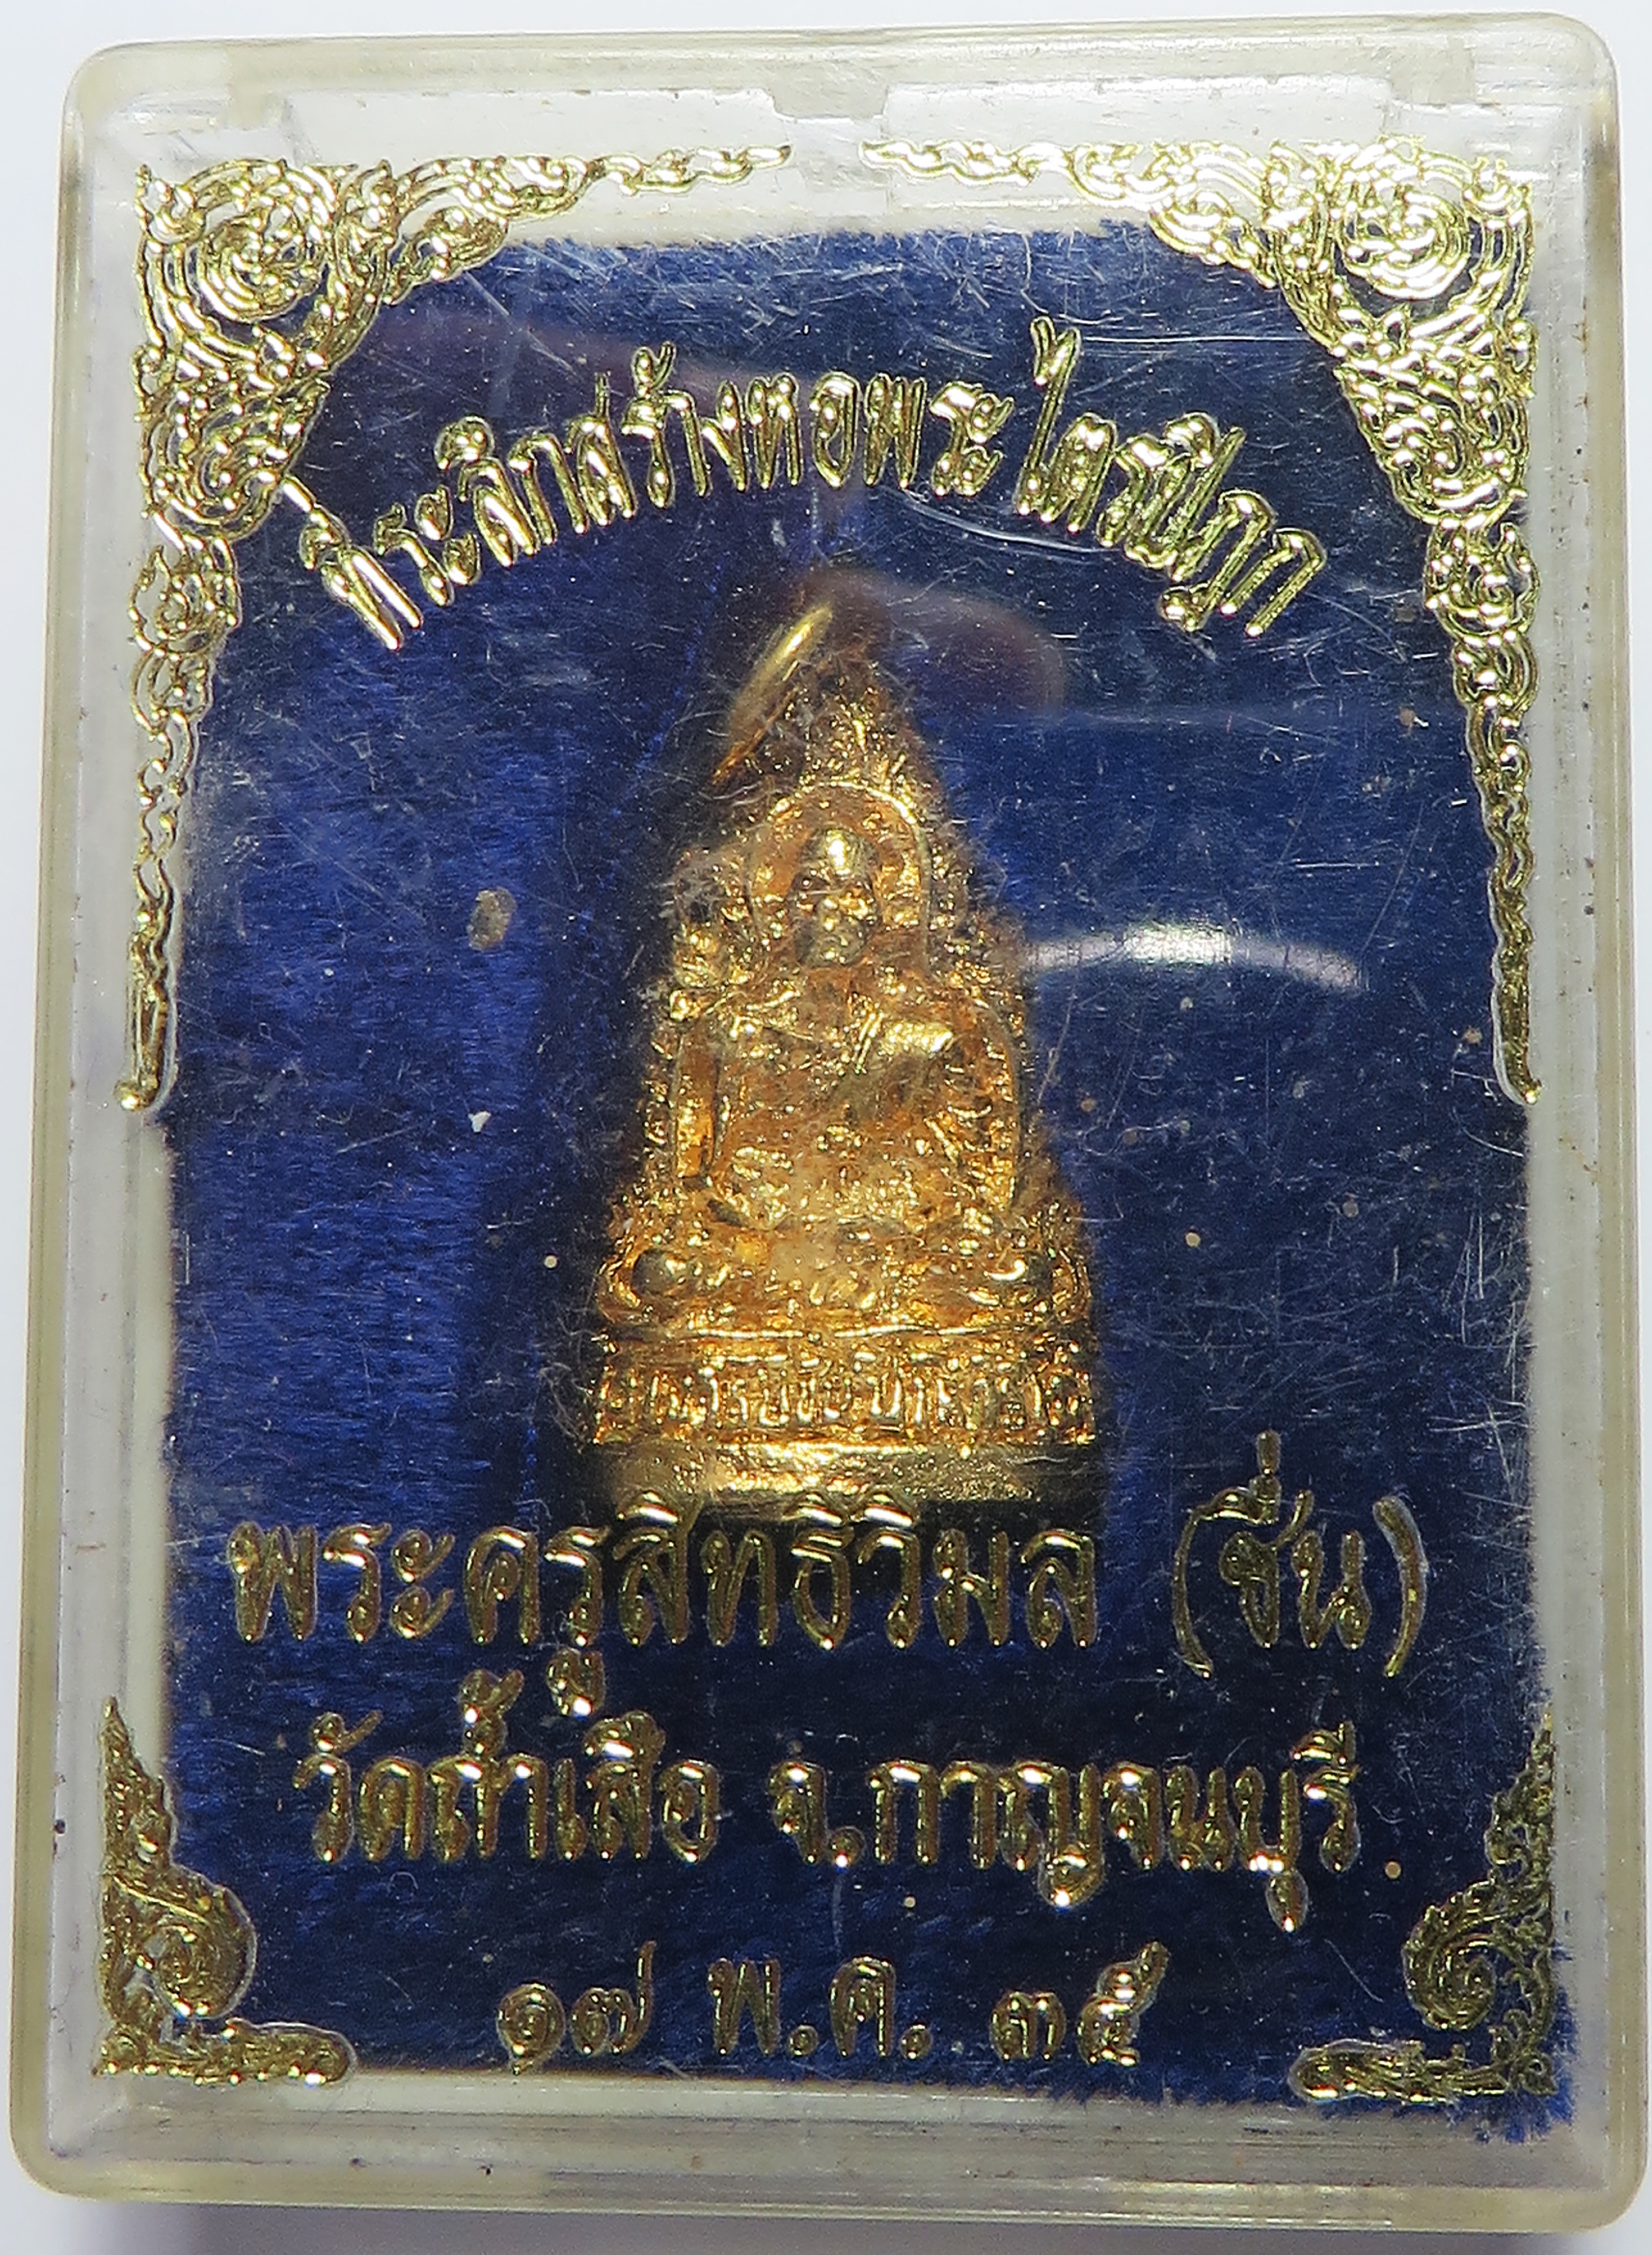 ที่ระลึกสร้างหอพระไตรปิฎก
พระครูสิทธิวิมล (ชื่น)
วัดถ้ำเสือ จ.กาญจนบุรี
๑๗ พ.ค. ๓๕